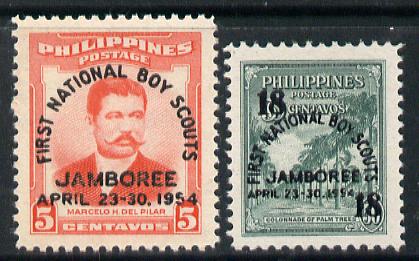 PHILIPPINES
POSTAGE
FIRST NATIONAL BOY SCOUTS
JAMBOREE
APRIL 23-30, 1954
MARCELO H. DEL PILAR
5 CENTAVOS 5
PHILIPPINES
18 POSTAGE
CENTAVOS
FIRST NATIONAL BOY SCOUTS
JAMBOREE
APRIL 23-30, 1954
18
COLONNADE OF PALM TREES